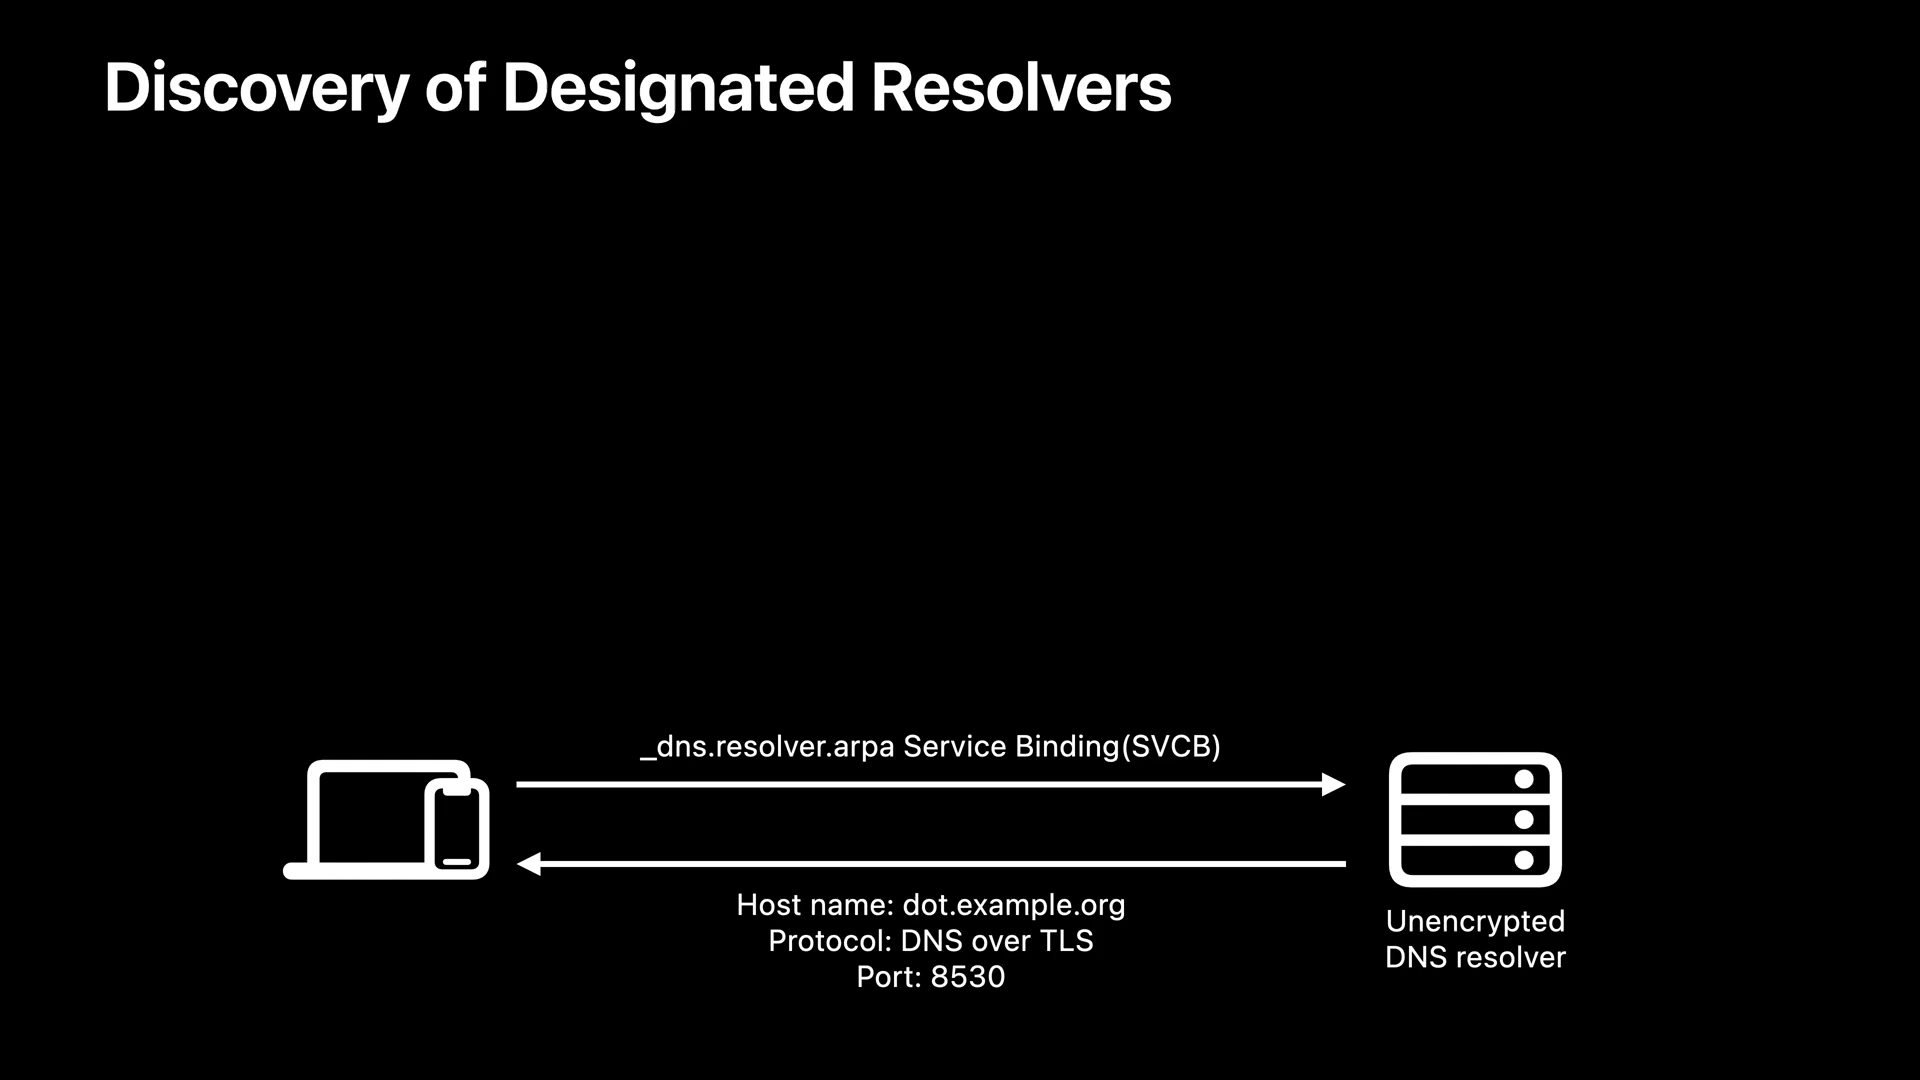 Discovery of Designated Resolvers
_dns.resolver.arpa Service Binding(SVCB)
Host name: dot.example.org
Protocol: DNS over TLS
Port: 8530
Unencrypted
DNS resolver